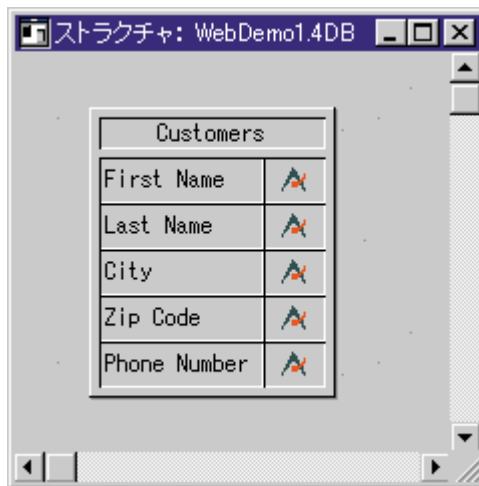 ストラクチャ: WebDemo1.4DB
Customers
First Name
Last Name
City
Zip Code
Phone Number